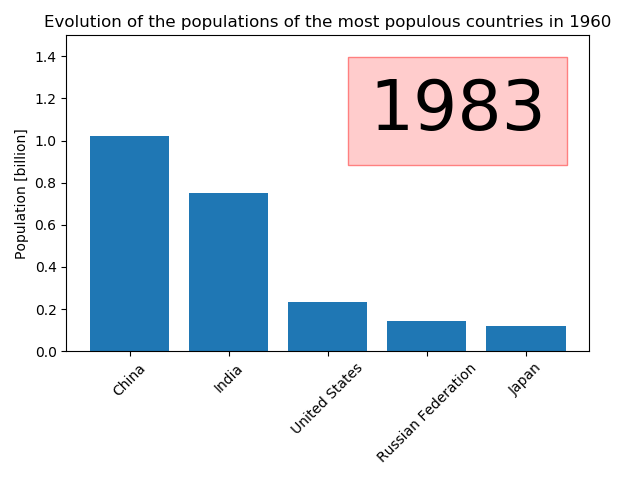 Evolution of the populations of the most populous countries in 1960
1983
Population [billion]
1.4
1.2
1.0
0.8
0.6
0.4
0.2
0.0
China
India
United States
Russian Federation
Japan